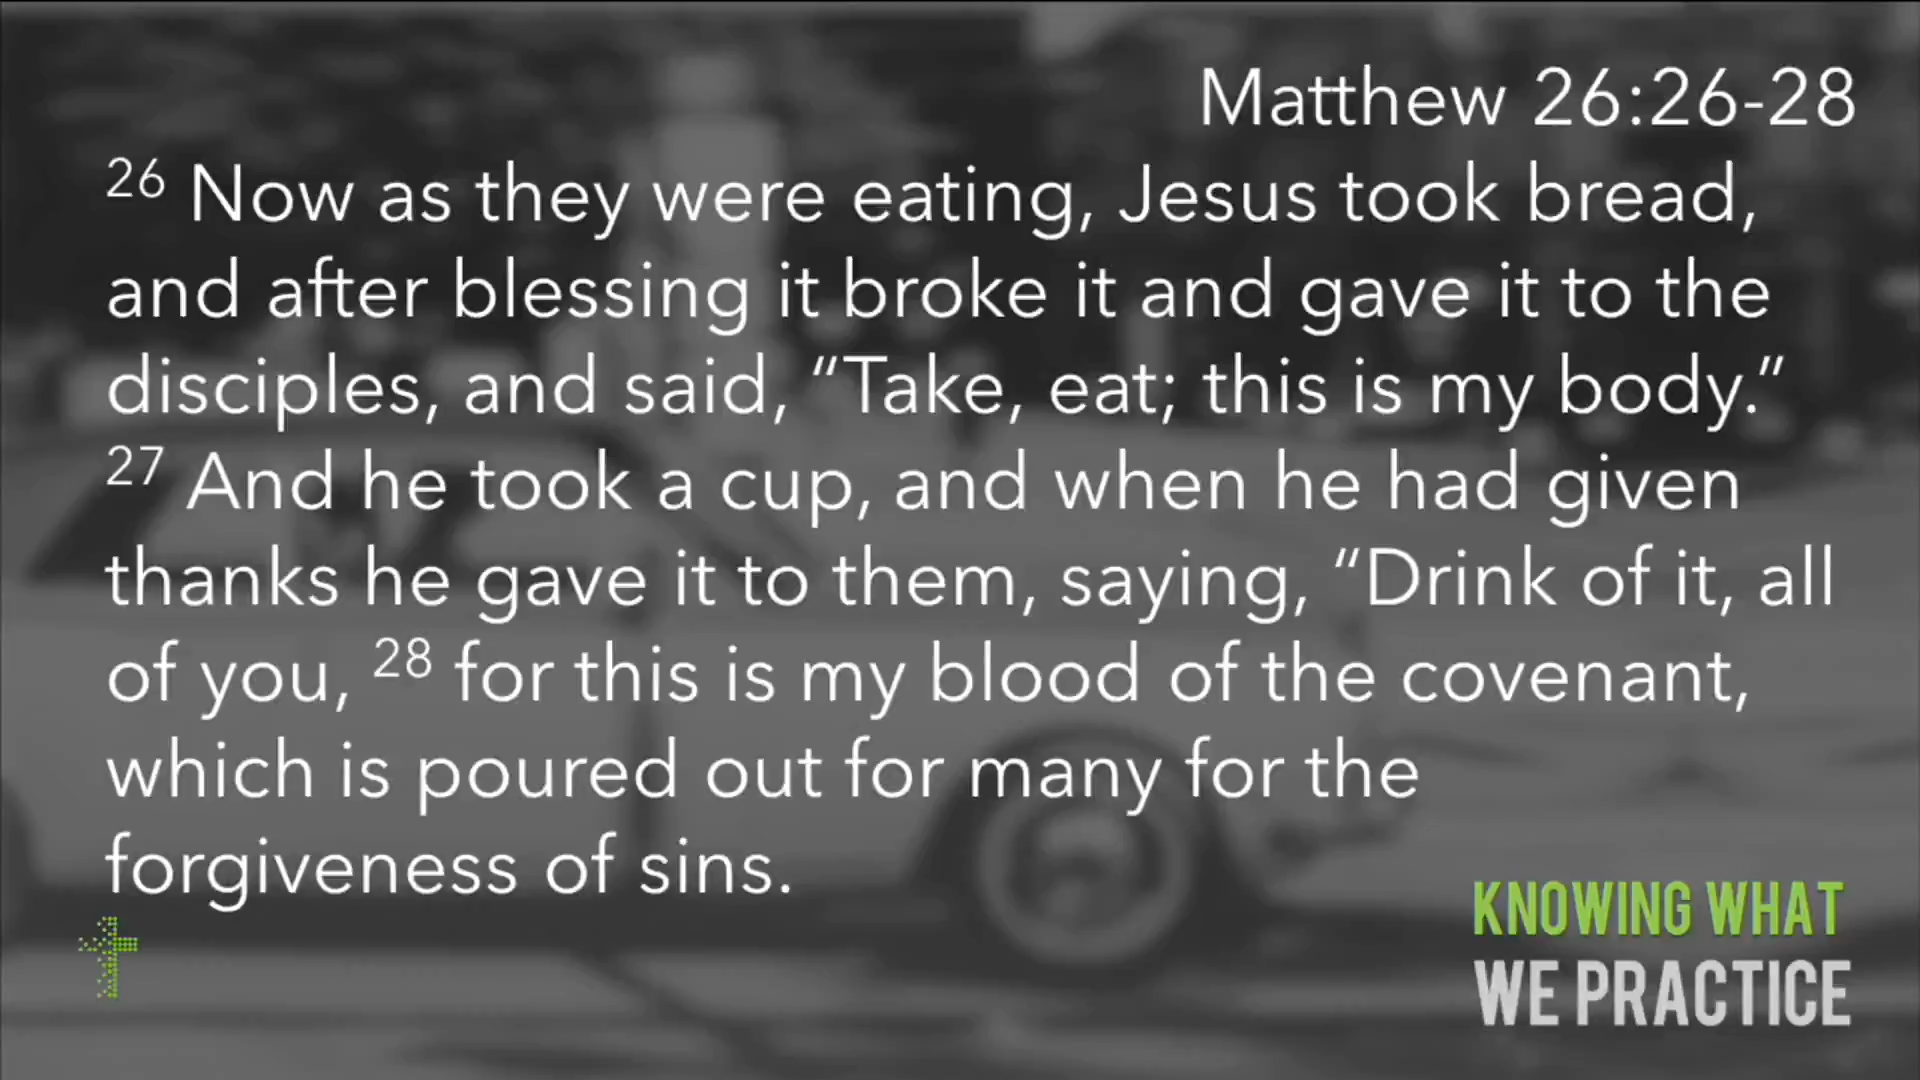 Matthew 26:26-28
26 Now as they were eating, Jesus took bread,
and after blessing it broke it and gave it to the
disciples, and said, “Take, eat; this is my body.”
27 And he took a cup, and when he had given
thanks he gave it to them, saying, “Drink of it, all
of you, 28 for this is my blood of the covenant,
which is poured out for many for the
forgiveness of sins.
KNOWING WHAT
WE PRACTICE